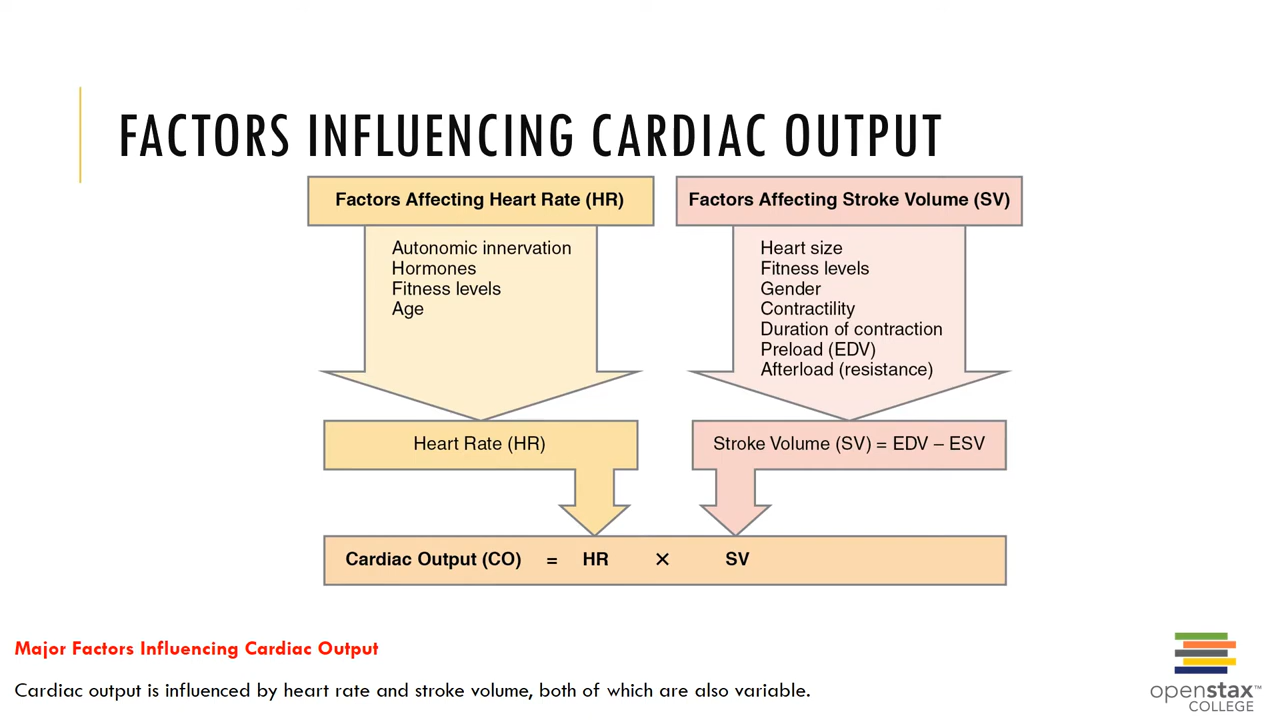 FACTORS INFLUENCING CARDIAC OUTPUT
Factors Affecting Heart Rate (HR)
Autonomic innervation
Hormones
Fitness levels
Age
Heart Rate (HR)
Factors Affecting Stroke Volume (SV)
Heart size
Fitness levels
Gender
Contractility
Duration of contraction
Preload (EDV)
Afterload (resistance)
Stroke Volume (SV) = EDV – ESV
Cardiac Output (CO) = HR × SV
Major Factors Influencing Cardiac Output
Cardiac output is influenced by heart rate and stroke volume, both of which are also variable.
openstax™
COLLEGE